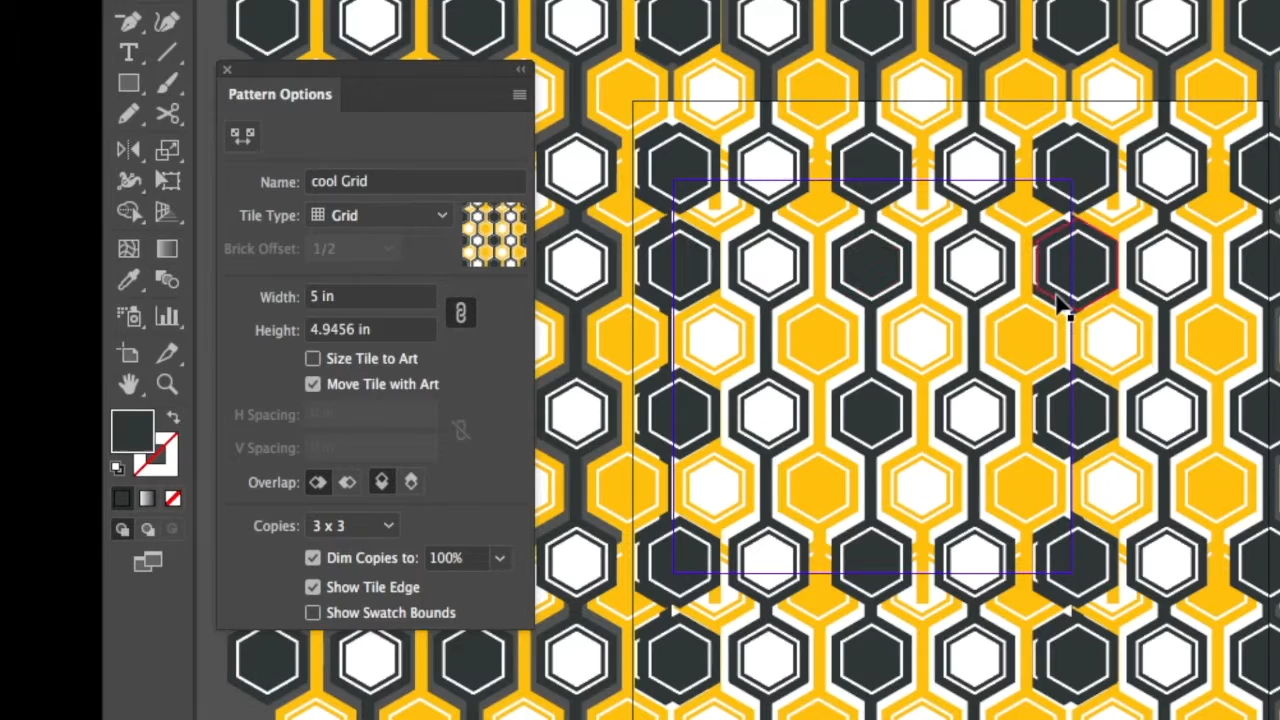 Pattern Options
Name: cool Grid
Tile Type: Grid
Brick Offset: 1/2
Width: 5 in
Height: 4.9456 in
Size Tile to Art
Move Tile with Art
H Spacing:
V Spacing:
Overlap:
Copies: 3 x 3
Dim Copies to: 100%
Show Tile Edge
Show Swatch Bounds